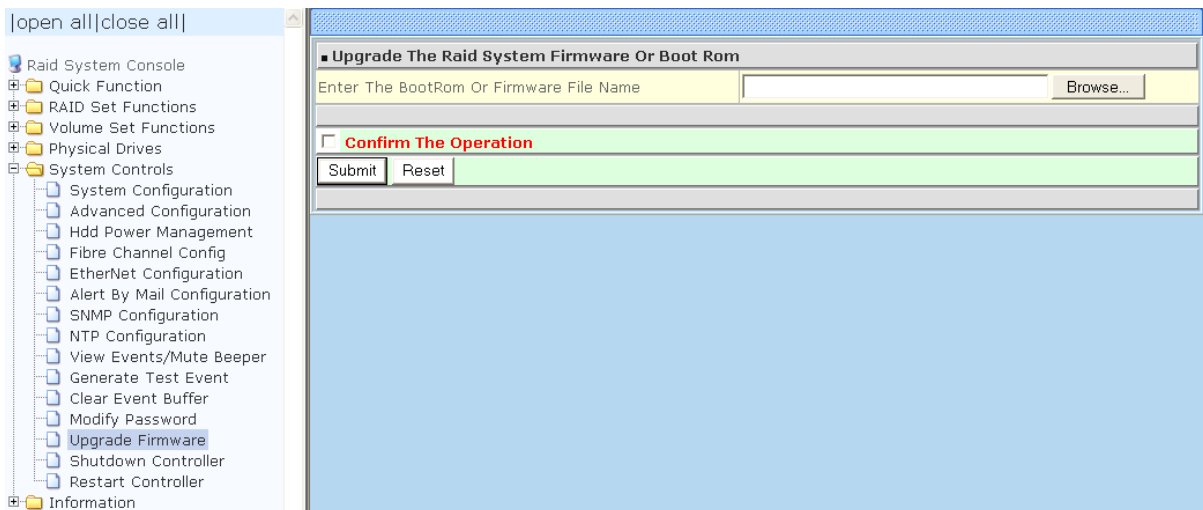 |open all|close all|
Raid System Console
Quick Function
RAID Set Functions
Volume Set Functions
Physical Drives
System Controls
System Configuration
Advanced Configuration
Hdd Power Management
Fibre Channel Config
EtherNet Configuration
Alert By Mail Configuration
SNMP Configuration
NTP Configuration
View Events/Mute Beeper
Generate Test Event
Clear Event Buffer
Modify Password
Upgrade Firmware
Shutdown Controller
Restart Controller
Information
Upgrade The Raid System Firmware Or Boot Rom
Enter The BootRom Or Firmware File Name Browse...
Confirm The Operation
Submit Reset